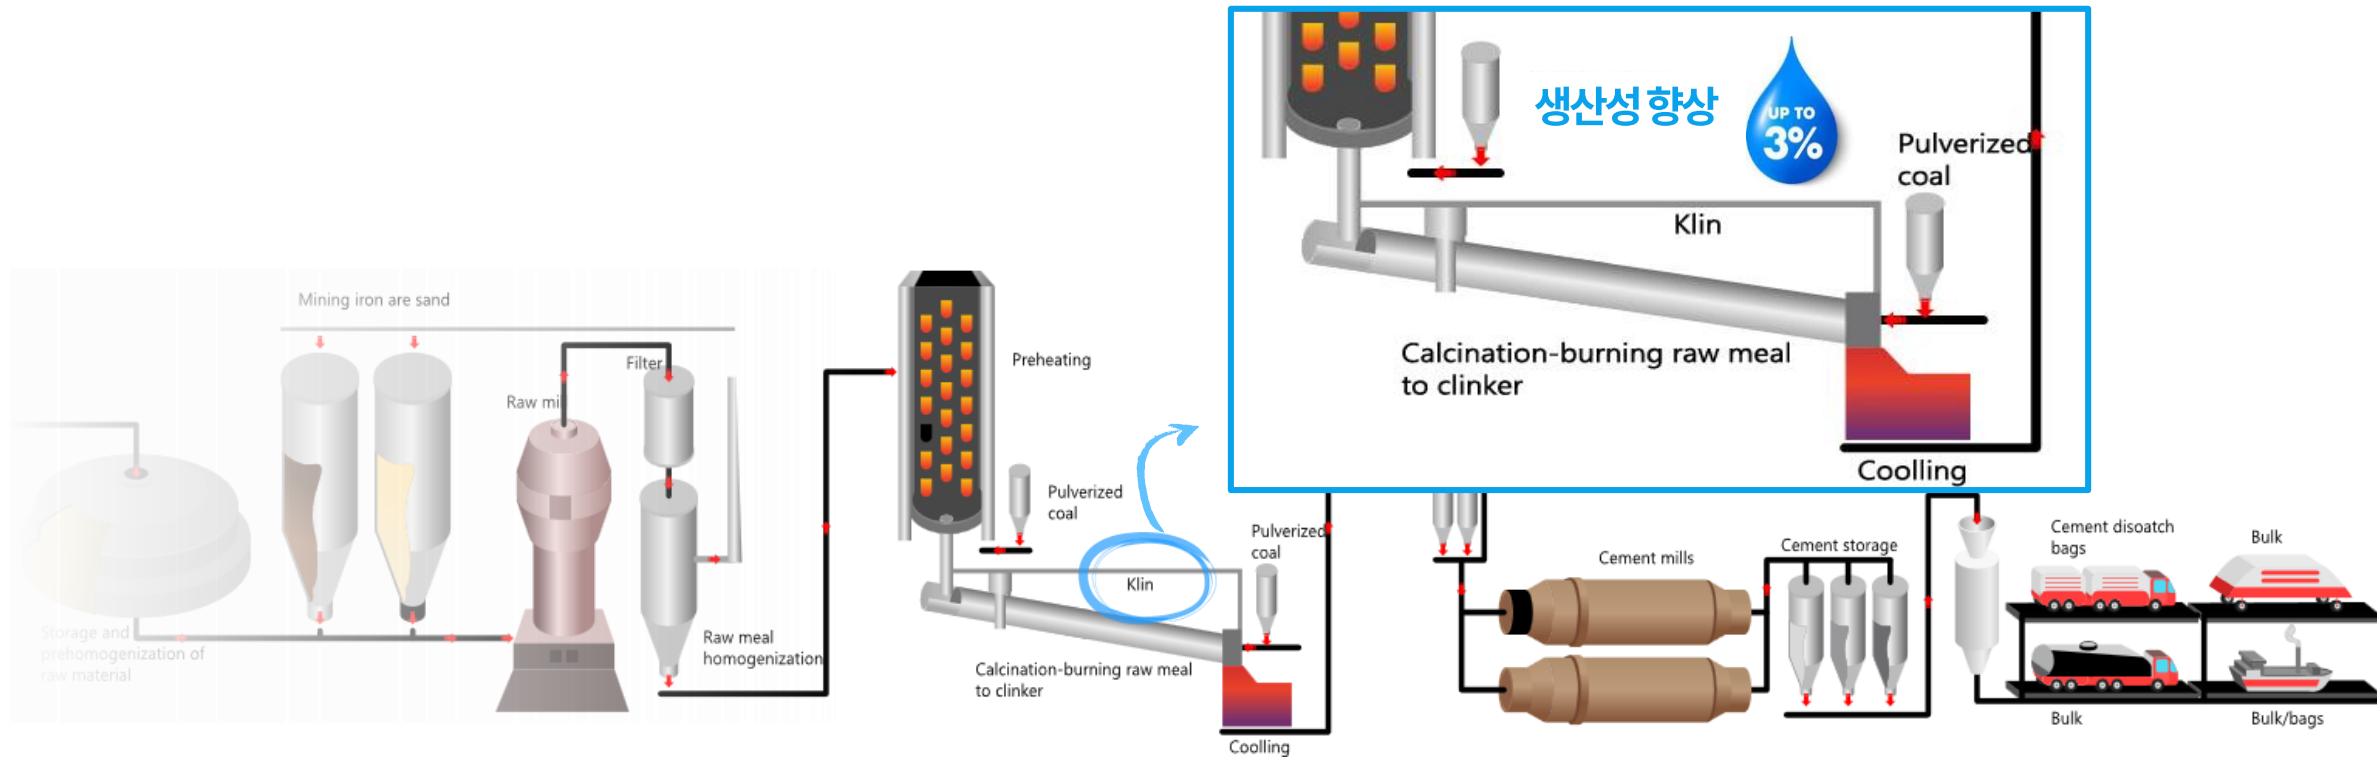 Mining iron are sand
Filter
Raw mil
Storage and
prehomogenization of
raw material
Raw meal
homogenization
Preheating
Pulverized
coal
Klin
Pulverized
coal
Calcination-burning raw meal
to clinker
Coolling
생산성 향상
UP TO
3%
Pulverized
coal
Klin
Calcination-burning raw meal
to clinker
Coolling
Cement mills
Cement storage
Cement disoatch
bags
Bulk
Bulk
Bulk/bags